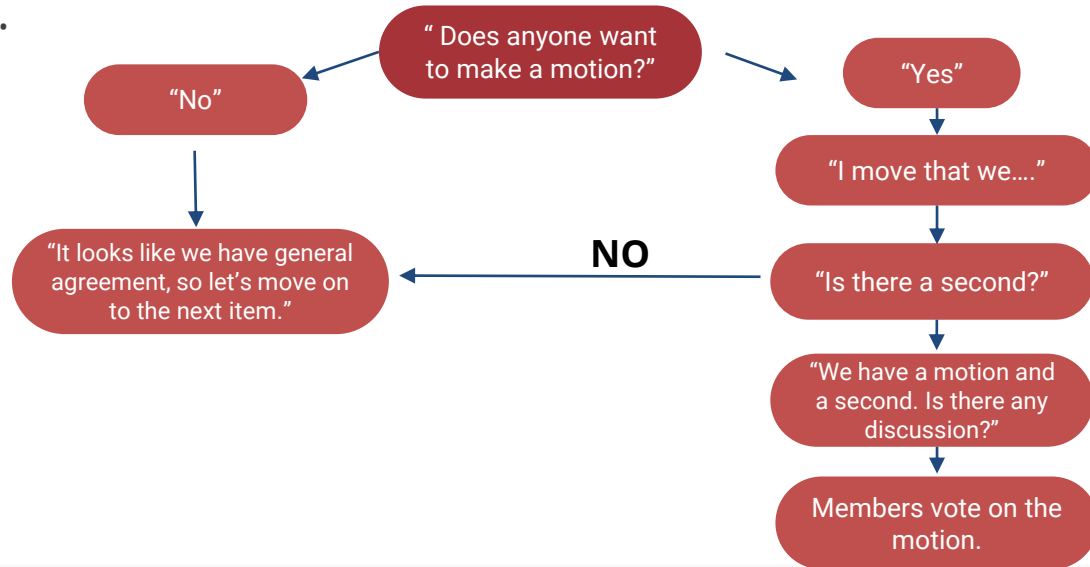 “ Does anyone want
to make a motion?”
“No”
“Yes”
“I move that we….”
“It looks like we have general
agreement, so let’s move on
to the next item.”
NO
“Is there a second?”
“We have a motion and
a second. Is there any
discussion?”
Members vote on the
motion.